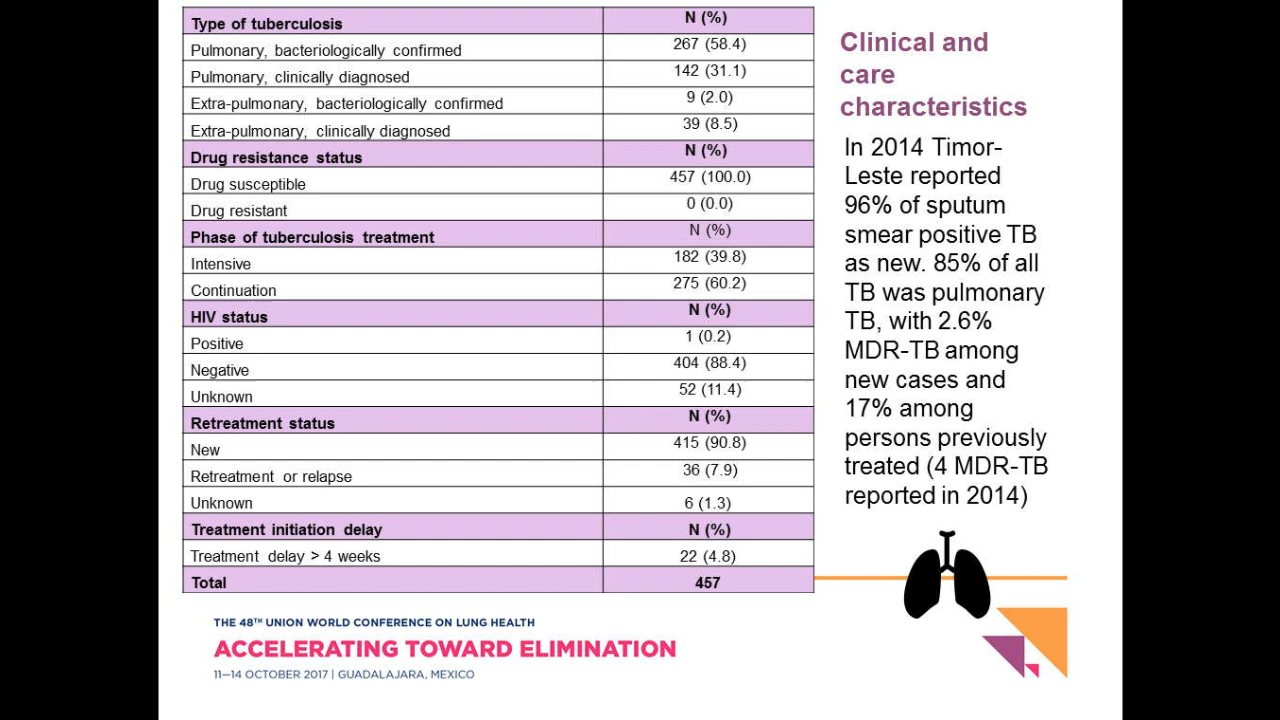 Type of tuberculosis N (%)
Pulmonary, bacteriologically confirmed 267 (58.4)
Pulmonary, clinically diagnosed 142 (31.1)
Extra-pulmonary, bacteriologically confirmed 9 (2.0)
Extra-pulmonary, clinically diagnosed 39 (8.5)
Drug resistance status N (%)
Drug susceptible 457 (100.0)
Drug resistant 0 (0.0)
Phase of tuberculosis treatment N (%)
Intensive 182 (39.8)
Continuation 275 (60.2)
HIV status N (%)
Positive 1 (0.2)
Negative 404 (88.4)
Unknown 52 (11.4)
Retreatment status N (%)
New 415 (90.8)
Retreatment or relapse 36 (7.9)
Unknown 6 (1.3)
Treatment initiation delay N (%)
Treatment delay > 4 weeks 22 (4.8)
Total 457
Clinical and
care
characteristics
In 2014 Timor-
Leste reported
96% of sputum
smear positive TB
as new. 85% of all
TB was pulmonary
TB, with 2.6%
MDR-TB among
new cases and
17% among
persons previously
treated (4 MDR-TB
reported in 2014)
THE 48TH UNION WORLD CONFERENCE ON LUNG HEALTH
ACCELERATING TOWARD ELIMINATION
11–14 OCTOBER 2017 | GUADALAJARA, MEXICO